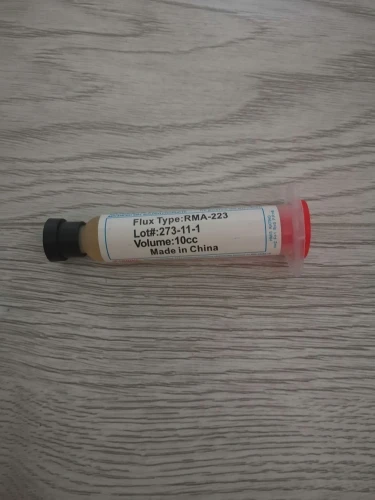 Flux Type:RMA-223
Lot#:273-11-1
Volume:10cc
Made in China